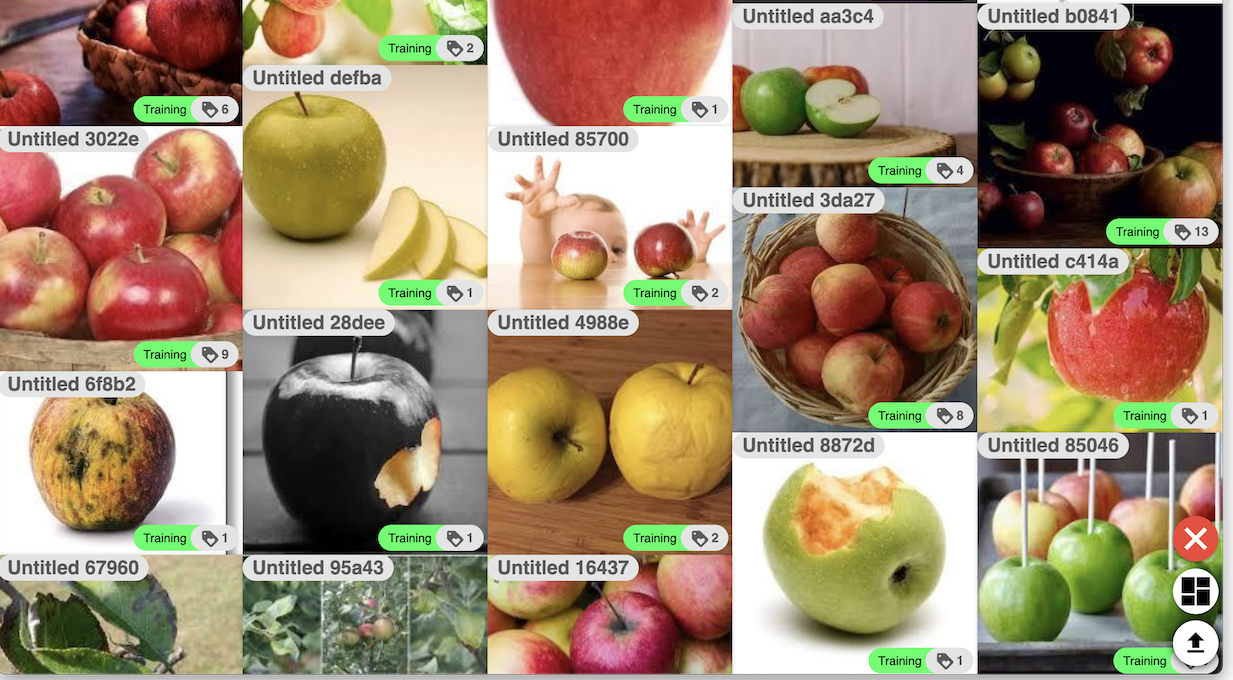 Training 6
Untitled 3022e
Training 9
Untitled 6f8b2
Training 1
Untitled 67960
Training 2
Untitled defba
Training 1
Untitled 28dee
Training 1
Untitled 95a43
Training 1
Untitled 85700
Training 2
Untitled 4988e
Training 2
Untitled 16437
Untitled aa3c4
Training 4
Untitled 3da27
Training 8
Untitled 8872d
Training 1
Untitled b0841
Training 13
Untitled c414a
Training 1
Untitled 85046
Training